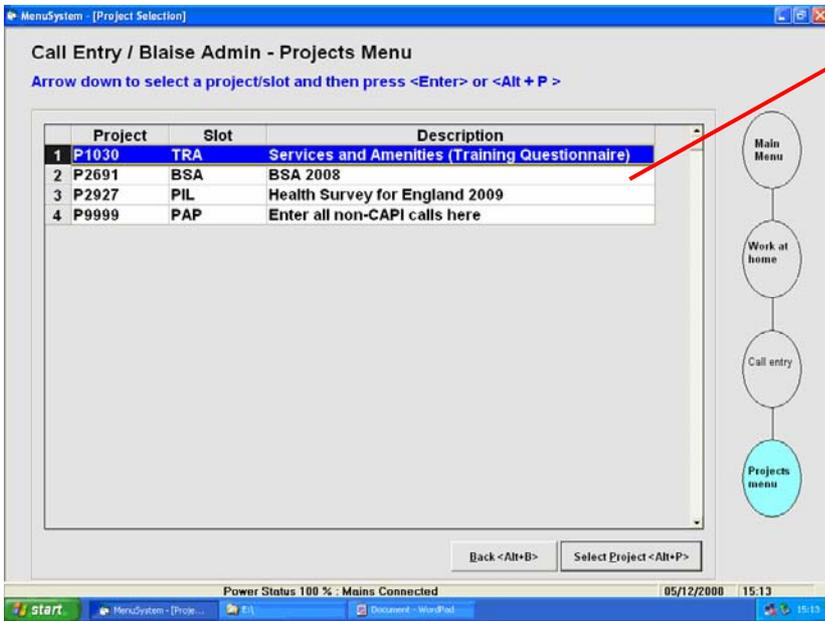 MenuSystem - [Project Selection]
Call Entry / Blaise Admin - Projects Menu
Arrow down to select a project/slot and then press <Enter> or <Alt + P >
Project Slot Description
1 P1030 TRA Services and Amenities (Training Questionnaire)
2 P2691 BSA BSA 2008
3 P2927 PIL Health Survey for England 2009
4 P9999 PAP Enter all non-CAPI calls here
Main
Menu
Work at
home
Call entry
Projects
menu
Back <Alt+B> Select Project <Alt+P>
Power Status 100 % : Mains Connected 05/12/2008 15:13
start MenuSystem - [Proje... E:\ Document - WordPad 15:13